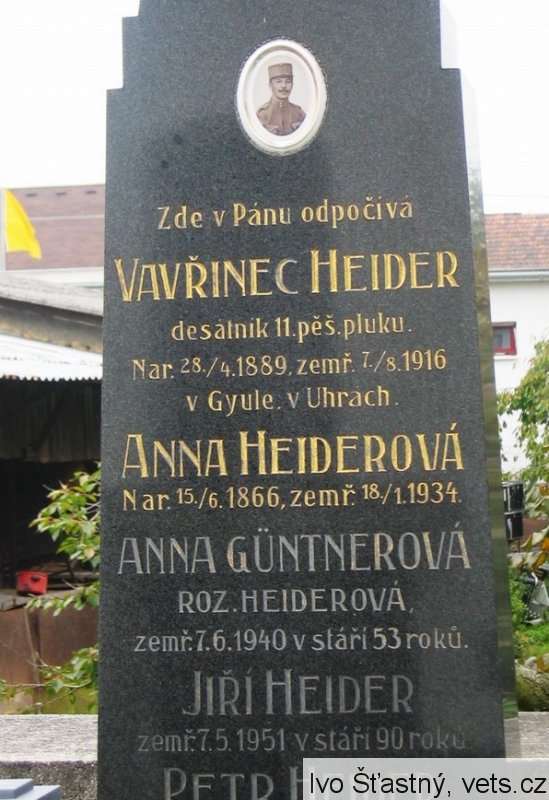 Zde v Pánu odpočívá
VAVŘINEC HEIDER
desátník 11.pěš.pluku.
Nar. 28./4.1889, zemř. 7./8.1916
v Gyule, v Uhrách.
ANNA HEIDEROVÁ
Nar. 15./6. 1866, zemř. 18./1.1934.
ANNA GÜNTNEROVÁ
ROZ. HEIDEROVÁ,
zemř. 7.6.1940 v stáří 53 roků.
JIŘÍ HEIDER
zemř. 7.5.1951 v stáří 90 roků
PETR
Ivo Šťastný, vets.cz